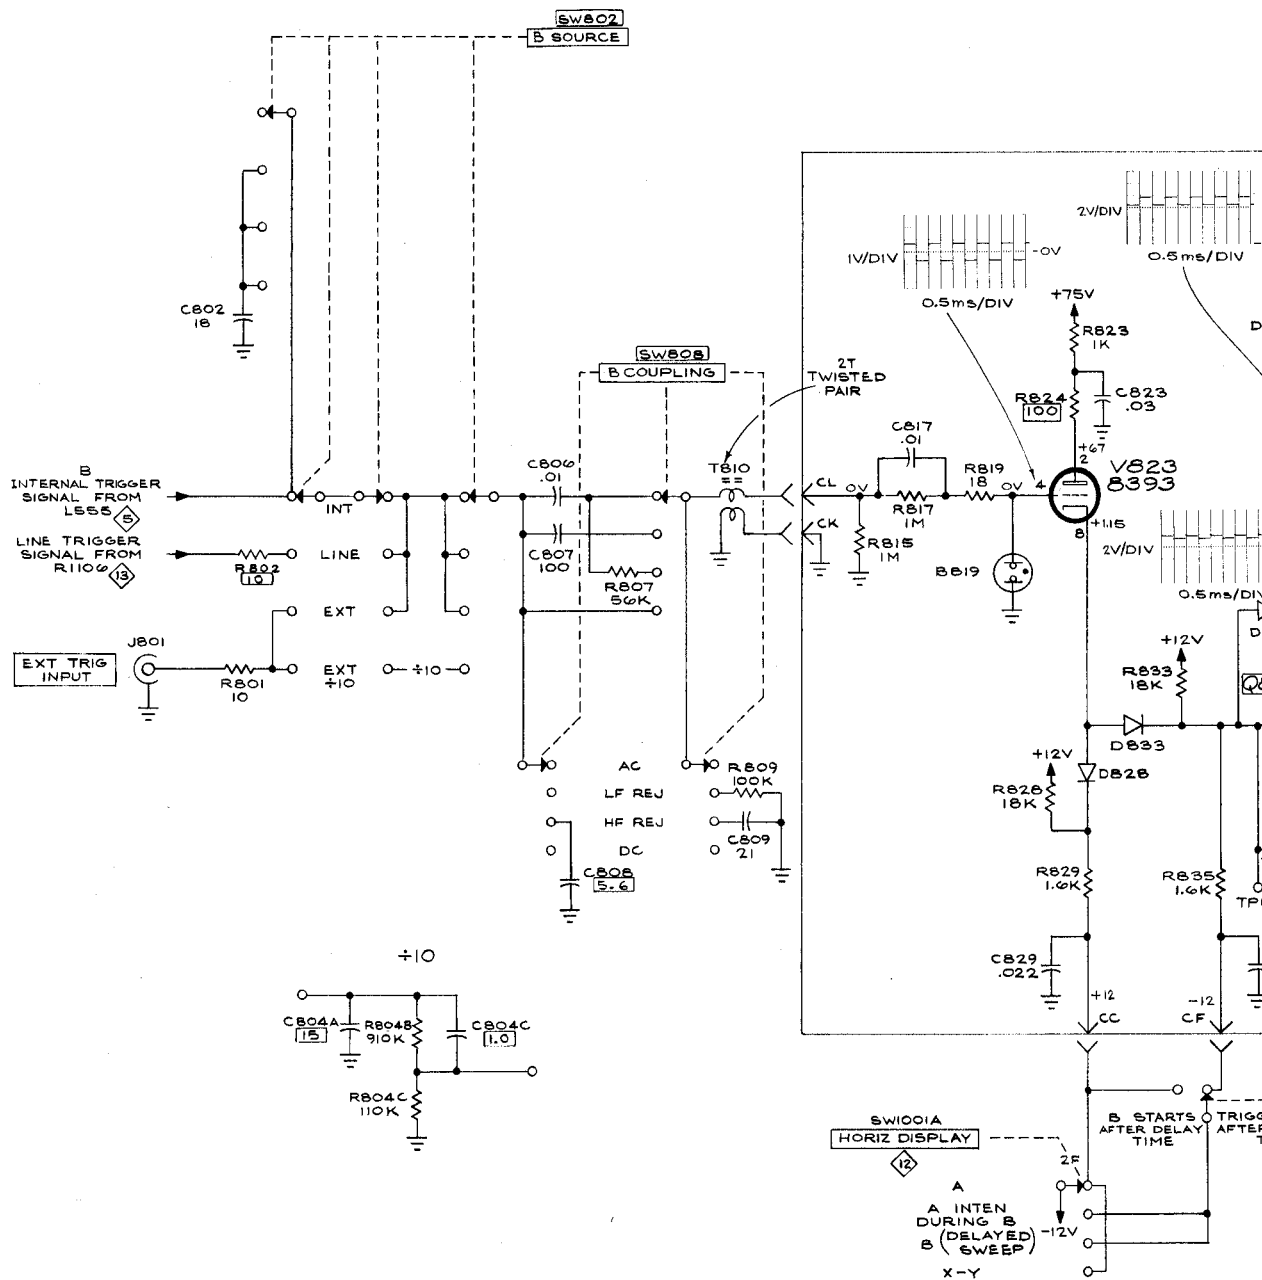 SW802
B SOURCE
C802
18
2V/DIV
0.5ms/DIV
1V/DIV
-0V
0.5ms/DIV
+75V
R823
1K
D
SW808
B COUPLING
2T
TWISTED
PAIR
R824
100
C823
.03
C817
.01
+67
2
V823
8393
B
INTERNAL TRIGGER
SIGNAL FROM
L555
5
INT
C806
.01
T810
CL
0V
R817
1M
R819
18
0V
4
+1.15
8
LINE TRIGGER
SIGNAL FROM
R1106
13
R802
10
LINE
C807
100
CK
R815
1M
B819
2V/DIV
0.5ms/DIV
R807
56K
EXT
D
J801
EXT TRIG
INPUT
R801
10
EXT
÷10
÷10
+12V
R833
18K
D833
+12V
D828
R828
18K
AC
LF REJ
HF REJ
DC
R809
100K
C809
21
C808
5.6
R829
1.6K
R835
1.6K
TP
C829
.022
+12
CC
-12
CF
÷10
C804A
15
R804B
910K
C804C
1.0
R804C
110K
SW1001A
HORIZ DISPLAY
12
B STARTS
AFTER DELAY
TIME
TRIGG
AFTER
T
2F
A
A INTEN
DURING B
B (DELAYED
SWEEP)
-12V
X-Y